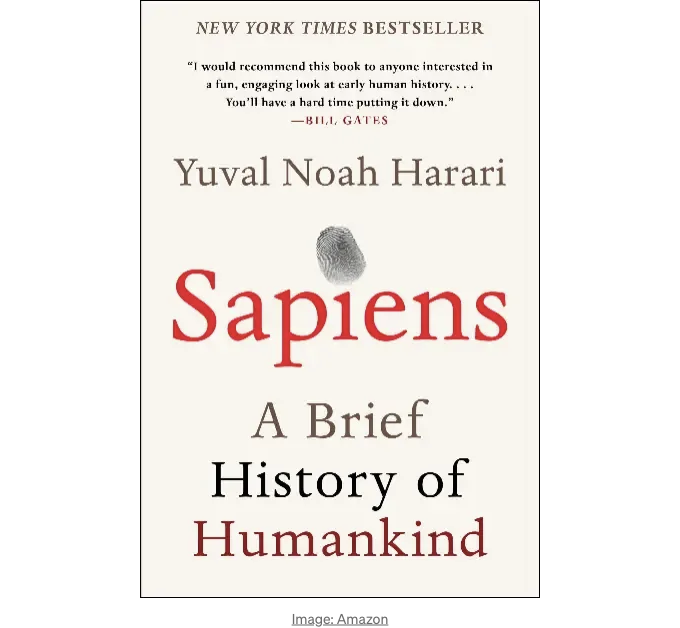 NEW YORK TIMES BESTSELLER
“I would recommend this book to anyone interested in
a fun, engaging look at early human history. . . .
You’ll have a hard time putting it down.”
—BILL GATES
Yuval Noah Harari
Sapiens
A Brief
History of
Humankind
Image: Amazon